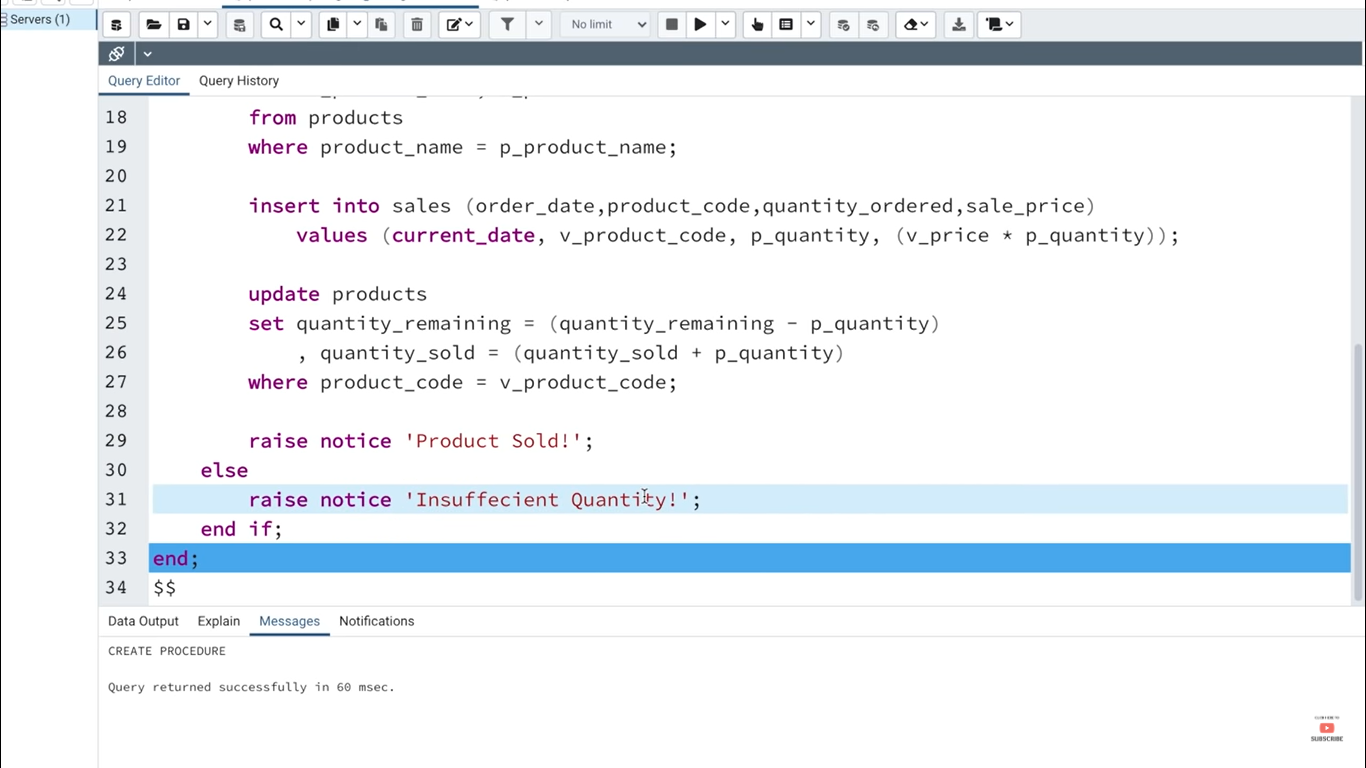 Servers (1)
No limit
Query Editor Query History
18 from products
19 where product_name = p_product_name;
20
21 insert into sales (order_date,product_code,quantity_ordered,sale_price)
22 values (current_date, v_product_code, p_quantity, (v_price * p_quantity));
23
24 update products
25 set quantity_remaining = (quantity_remaining - p_quantity)
26 , quantity_sold = (quantity_sold + p_quantity)
27 where product_code = v_product_code;
28
29 raise notice 'Product Sold!';
30 else
31 raise notice 'Insuffecient Quantity!';
32 end if;
33 end;
34 $$
Data Output Explain Messages Notifications
CREATE PROCEDURE
Query returned successfully in 60 msec.
SUBSCRIBE